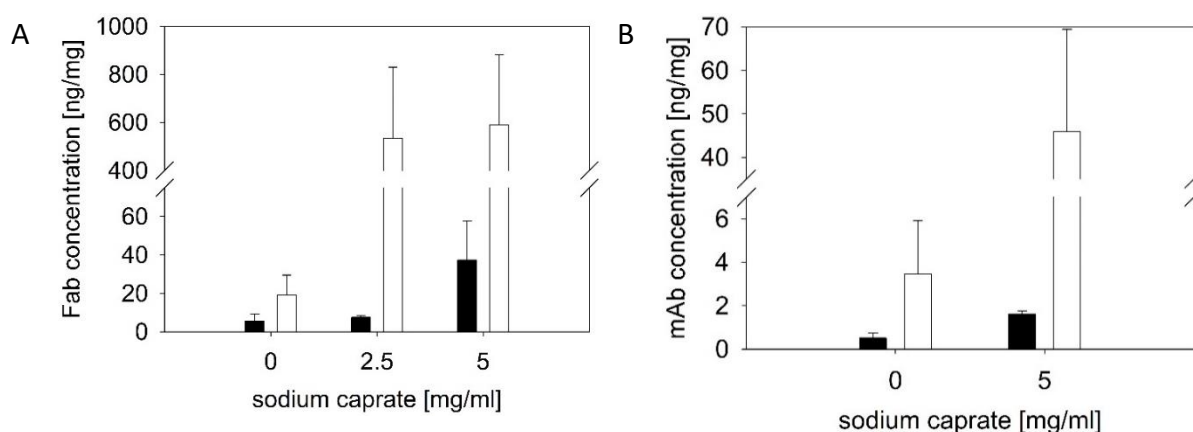 A
Fab concentration [ng/mg]
1000
800
600
400
60
40
20
0
0 2.5 5
sodium caprate [mg/ml]
B
mAb concentration [ng/mg]
70
60
50
40
6
4
2
0
0 5
sodium caprate [mg/ml]